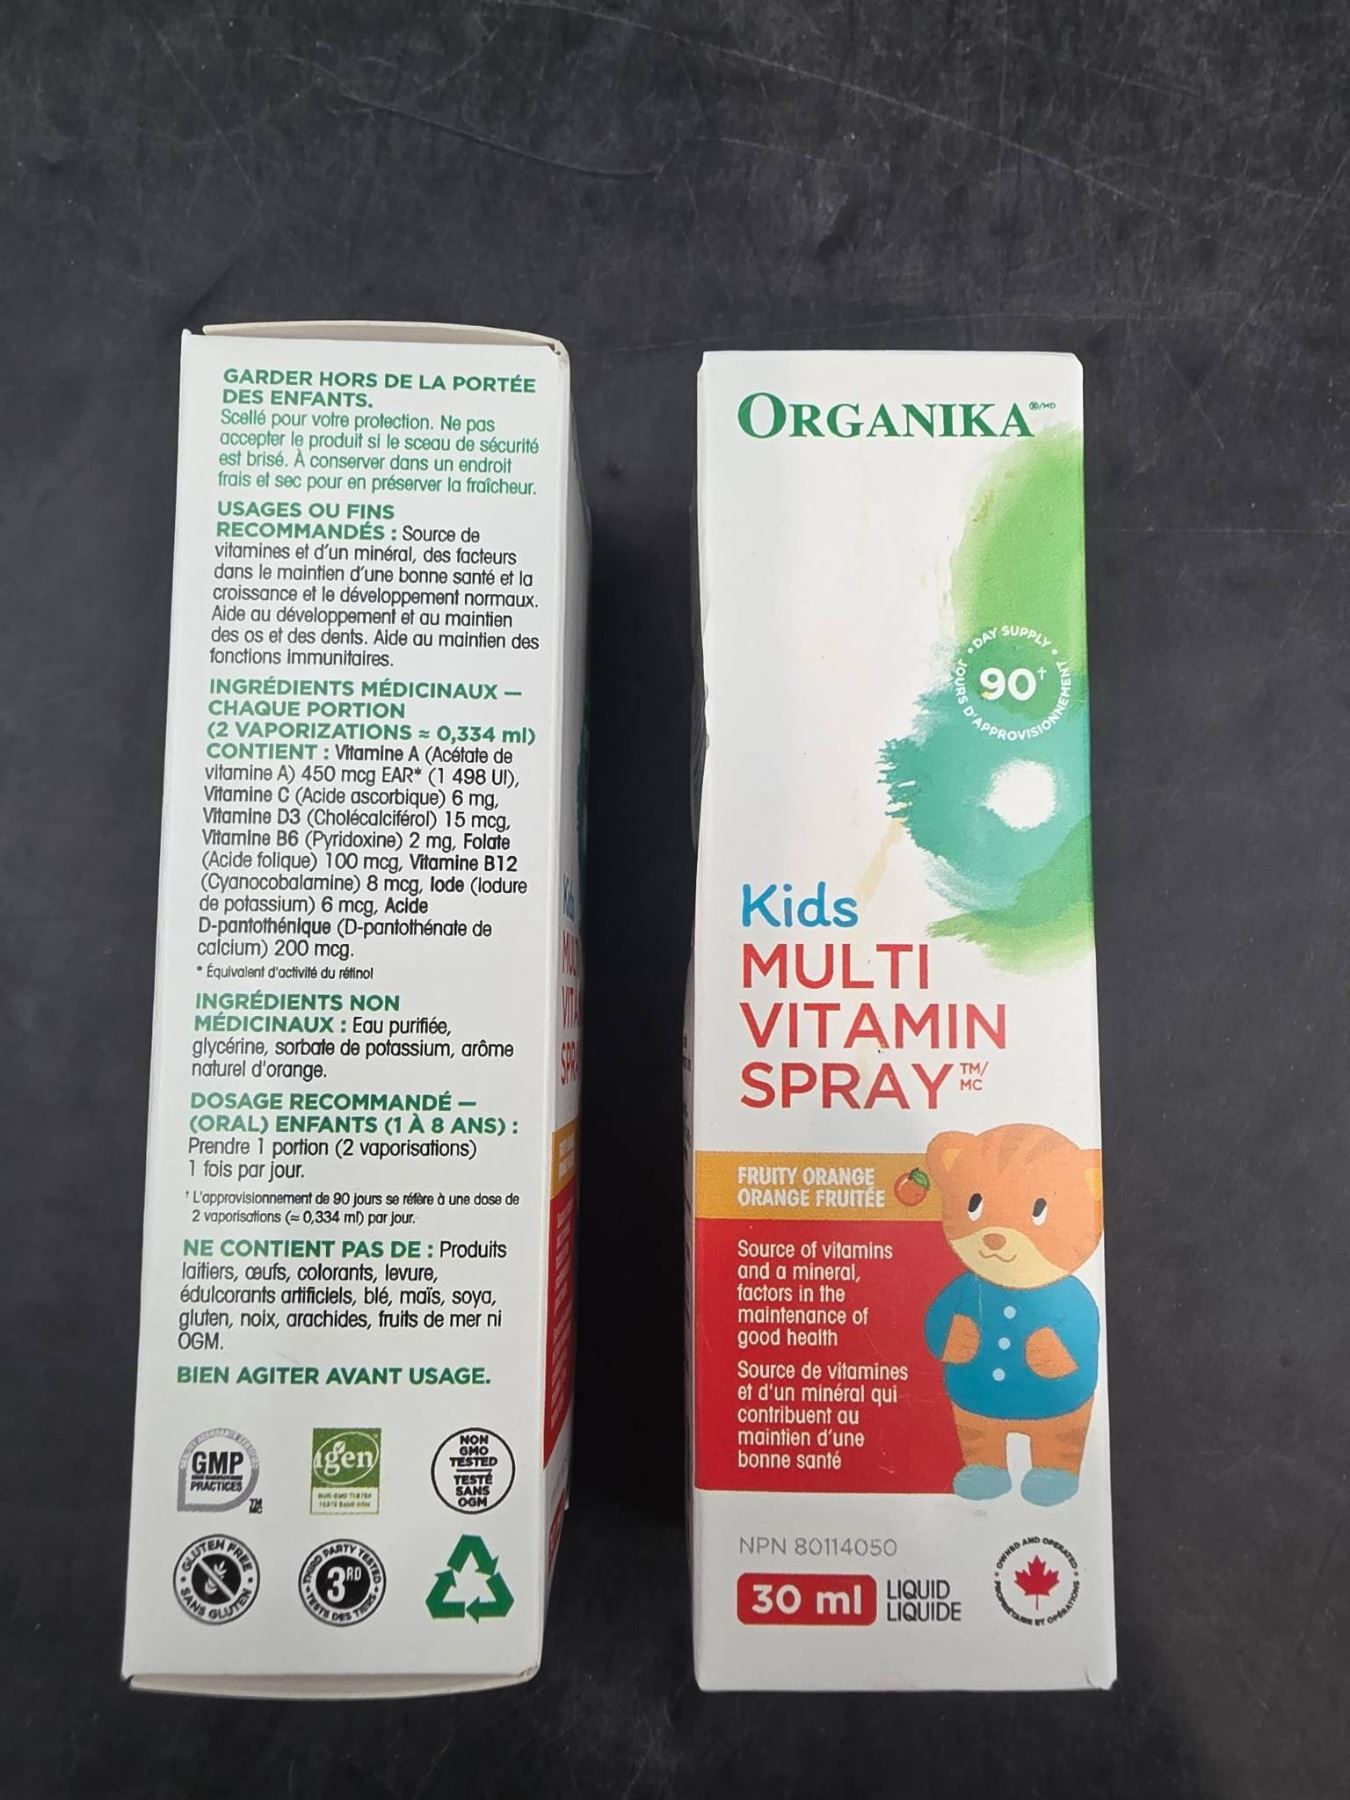 GARDER HORS DE LA PORTÉE
DES ENFANTS.
Scellé pour votre protection. Ne pas
accepter le produit si le sceau de sécurité
est brisé. À conserver dans un endroit
frais et sec pour en préserver la fraîcheur.
USAGES OU FINS
RECOMMANDÉS : Source de
vitamines et d'un minéral, des facteurs
dans le maintien d'une bonne santé et la
croissance et le développement normaux.
Aide au développement et au maintien
des os et des dents. Aide au maintien des
fonctions immunitaires.
INGRÉDIENTS MÉDICINAUX —
CHAQUE PORTION
(2 VAPORIZATIONS ≈ 0,334 ml)
CONTIENT : Vitamine A (Acétate de
vitamine A) 450 mcg EAR* (1 498 UI),
Vitamine C (Acide ascorbique) 6 mg,
Vitamine D3 (Cholécalciférol) 15 mcg,
Vitamine B6 (Pyridoxine) 2 mg, Folate
(Acide folique) 100 mcg, Vitamine B12
(Cyanocobalamine) 8 mcg, Iode (Iodure
de potassium) 6 mcg, Acide
D-pantothénique (D-pantothénate de
calcium) 200 mcg.
* Équivalent d'activité du rétinol
INGRÉDIENTS NON
MÉDICINAUX : Eau purifiée,
glycérine, sorbate de potassium, arôme
naturel d'orange.
DOSAGE RECOMMANDÉ —
(ORAL) ENFANTS (1 À 8 ANS) :
Prendre 1 portion (2 vaporisations)
1 fois par jour.
† L'approvisionnement de 90 jours se réfère à une dose de
2 vaporisations (≈ 0,334 ml) par jour.
NE CONTIENT PAS DE : Produits
laitiers, œufs, colorants, levure,
édulcorants artificiels, blé, maïs, soya,
gluten, noix, arachides, fruits de mer ni
OGM.
BIEN AGITER AVANT USAGE.
GMP
PRACTICES
TM
MC
igen
NON
GMO
TESTED
TESTÉ
SANS
OGM
GLUTEN FREE
SANS GLUTEN
THIRD PARTY TESTED
3RD
Kids
ORGANIKA®/MD
DAY SUPPLY
90†
JOURS D'APPROVISIONNEMENT
Kids
MULTI
VITAMIN
SPRAY TM/
MC
FRUITY ORANGE
ORANGE FRUITÉE
Source of vitamins
and a mineral,
factors in the
maintenance of
good health
Source de vitamines
et d'un minéral qui
contribuent au
maintien d'une
bonne santé
NPN 80114050
30 ml LIQUID
LIQUIDE
OWNED AND OPERATED